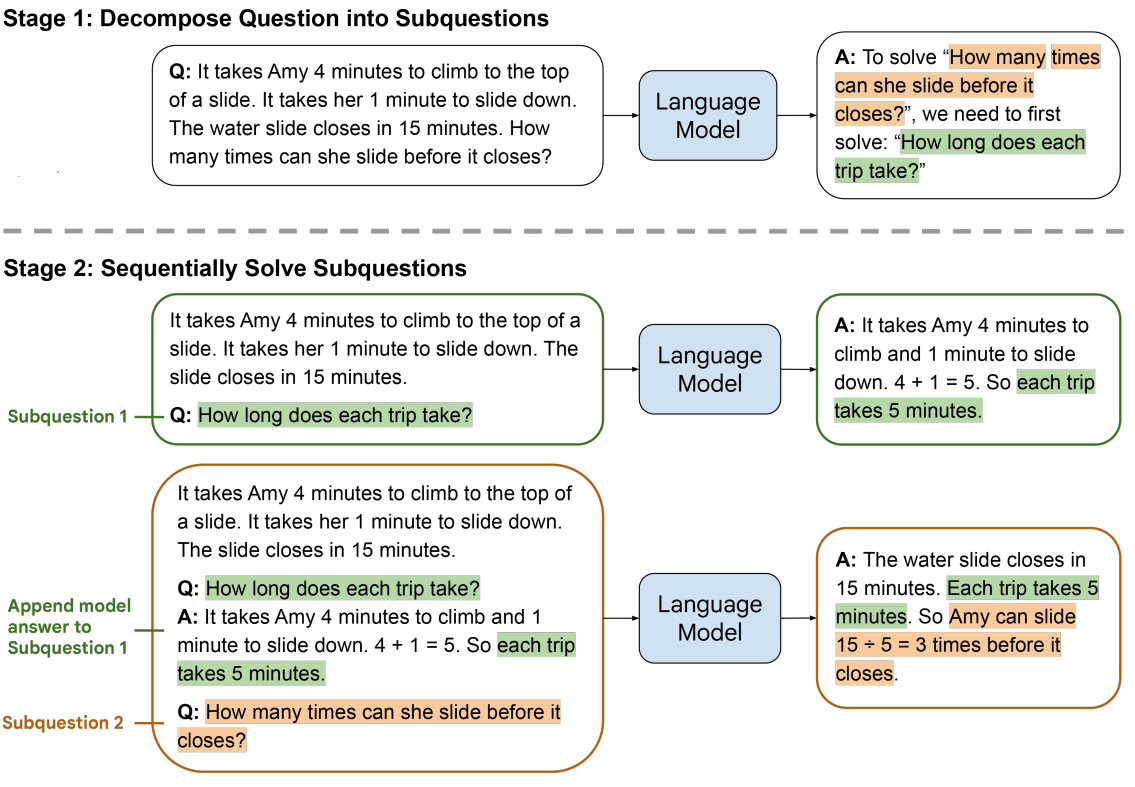 Stage 1: Decompose Question into Subquestions
Q: It takes Amy 4 minutes to climb to the top
of a slide. It takes her 1 minute to slide down.
The water slide closes in 15 minutes. How
many times can she slide before it closes?
Language
Model
A: To solve “How many times
can she slide before it
closes?”, we need to first
solve: “How long does each
trip take?”
Stage 2: Sequentially Solve Subquestions
It takes Amy 4 minutes to climb to the top of a
slide. It takes her 1 minute to slide down. The
slide closes in 15 minutes.
Subquestion 1
Q: How long does each trip take?
Language
Model
A: It takes Amy 4 minutes to
climb and 1 minute to slide
down. 4 + 1 = 5. So each trip
takes 5 minutes.
It takes Amy 4 minutes to climb to the top of
a slide. It takes her 1 minute to slide down.
The slide closes in 15 minutes.
Q: How long does each trip take?
Append model
answer to
Subquestion 1
A: It takes Amy 4 minutes to climb and 1
minute to slide down. 4 + 1 = 5. So each trip
takes 5 minutes.
Subquestion 2
Q: How many times can she slide before it
closes?
Language
Model
A: The water slide closes in
15 minutes. Each trip takes 5
minutes. So Amy can slide
15 ÷ 5 = 3 times before it
closes.